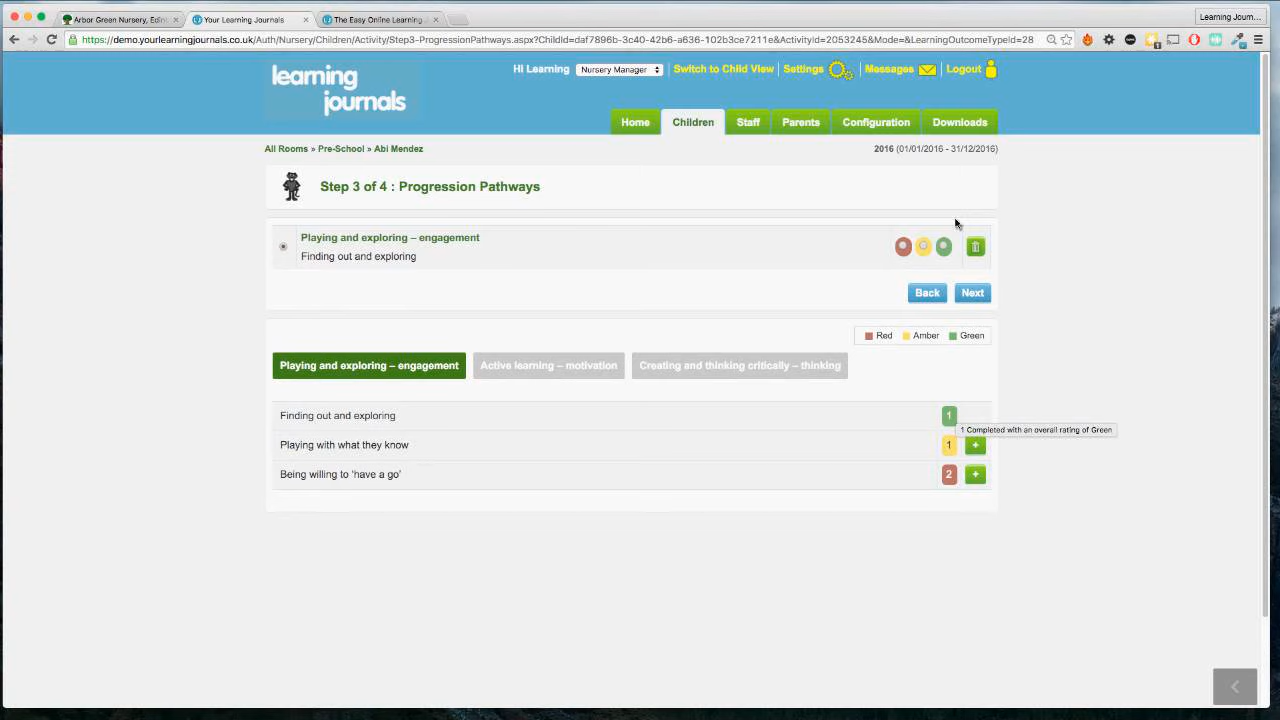 Arbor Green Nursery, Edin
Your Learning Journals
The Easy Online Learning J
Learning Journ...
https://demo.yourlearningjournals.co.uk/Auth/Nursery/Children/Activity/Step3-ProgressionPathways.aspx?ChildId=daf7896b-3c40-42b6-a636-102b3ce7211e&ActivityId=2053245&Mode=&LearningOutcomeTypeId=28
learning
journals
Hi Learning Nursery Manager Switch to Child View Settings Messages Logout
Home Children Staff Parents Configuration Downloads
All Rooms » Pre-School » Abi Mendez 2016 (01/01/2016 - 31/12/2016)
Step 3 of 4 : Progression Pathways
Playing and exploring – engagement
Finding out and exploring
Back Next
Red Amber Green
Playing and exploring – engagement Active learning – motivation Creating and thinking critically – thinking
Finding out and exploring 1
1 Completed with an overall rating of Green
Playing with what they know 1 +
Being willing to ‘have a go’ 2 +